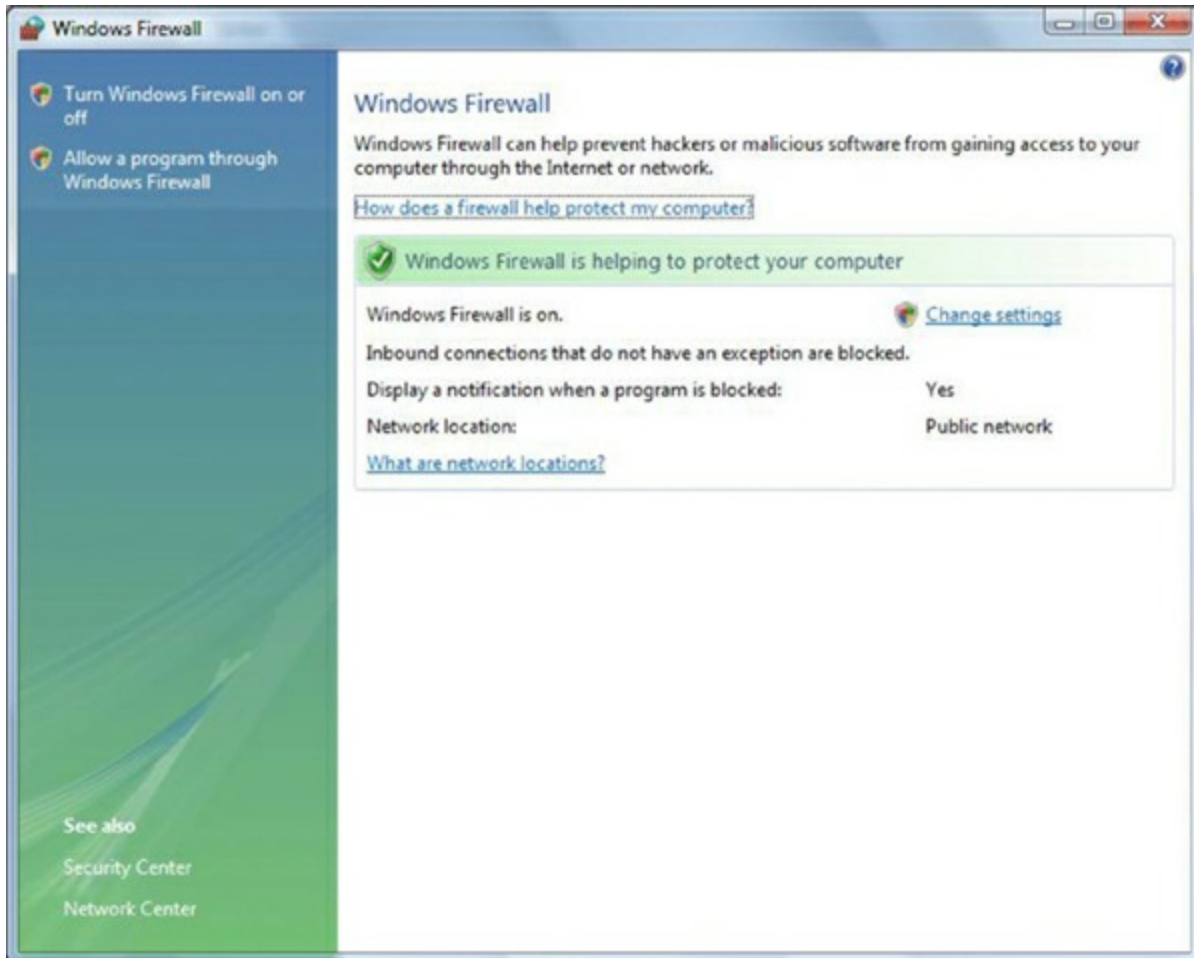 Windows Firewall
Turn Windows Firewall on or
off
Allow a program through
Windows Firewall
See also
Security Center
Network Center
Windows Firewall
Windows Firewall can help prevent hackers or malicious software from gaining access to your
computer through the Internet or network.
How does a firewall help protect my computer?
Windows Firewall is helping to protect your computer
Windows Firewall is on. Change settings
Inbound connections that do not have an exception are blocked.
Display a notification when a program is blocked: Yes
Network location: Public network
What are network locations?